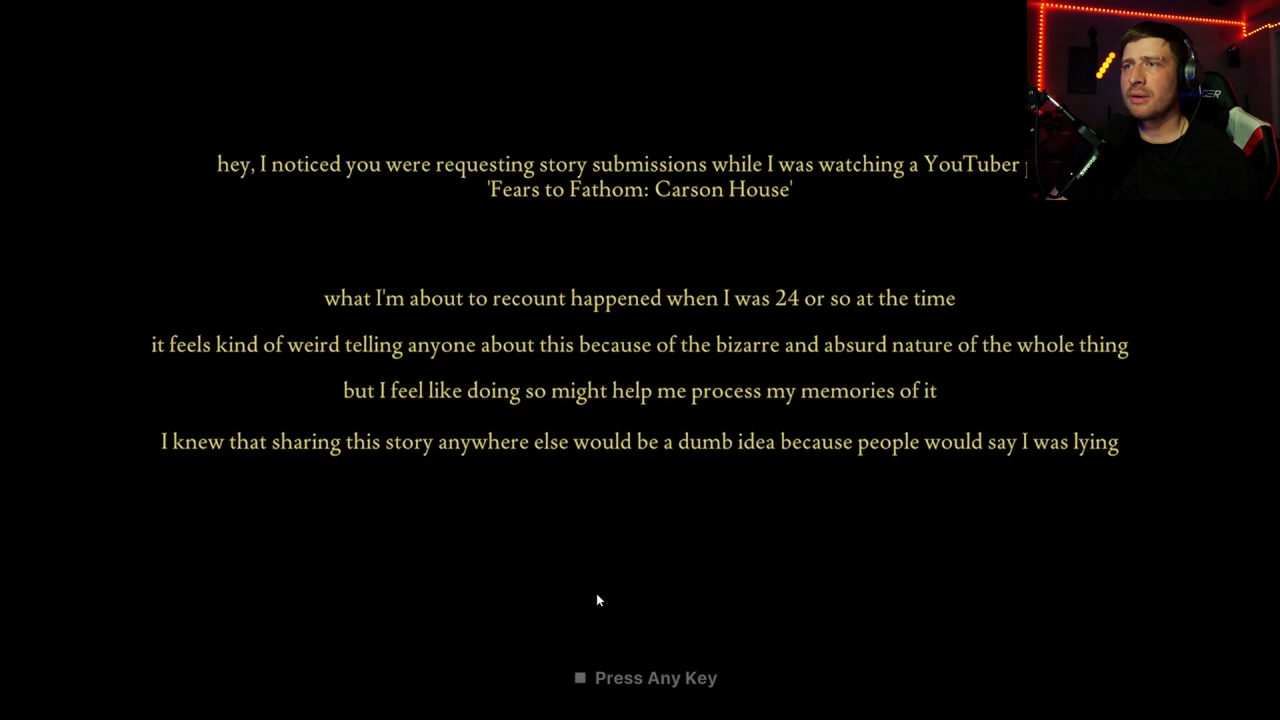 hey, I noticed you were requesting story submissions while I was watching a YouTuber
'Fears to Fathom: Carson House'
what I'm about to recount happened when I was 24 or so at the time
it feels kind of weird telling anyone about this because of the bizarre and absurd nature of the whole thing
but I feel like doing so might help me process my memories of it
I knew that sharing this story anywhere else would be a dumb idea because people would say I was lying
Press Any Key